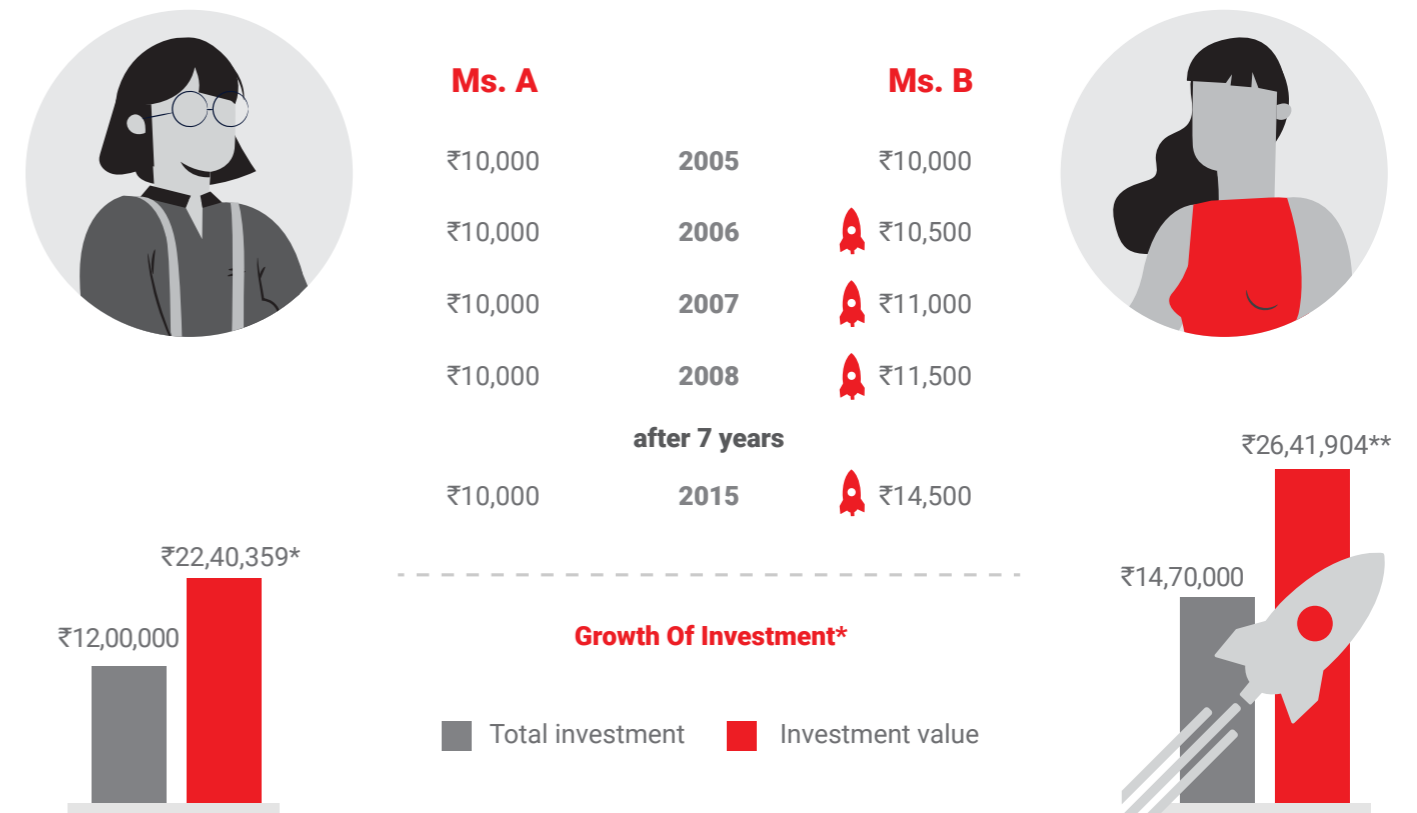 Ms. A Ms. B
₹10,000 2005 ₹10,000
₹10,000 2006 ₹10,500
₹10,000 2007 ₹11,000
₹10,000 2008 ₹11,500
after 7 years
₹10,000 2015 ₹14,500
₹12,00,000
₹22,40,359*
Growth Of Investment*
Total investment
Investment value
₹14,70,000
₹26,41,904**